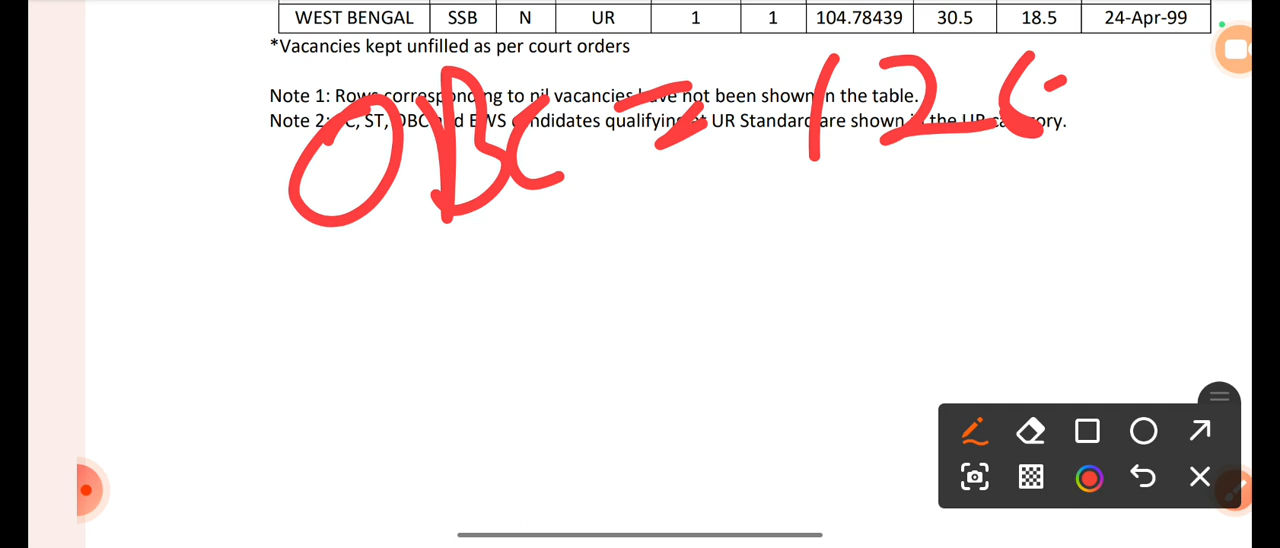 WEST BENGAL SSB N UR 1 1 104.78439 30.5 18.5 24-Apr-99
*Vacancies kept unfilled as per court orders
Note 1: Rows corresponding to nil vacancies have not been shown in the table.
Note 2: SC, ST, OBC and EWS candidates qualifying at UR Standard are shown in the UR category.
OBC = 125